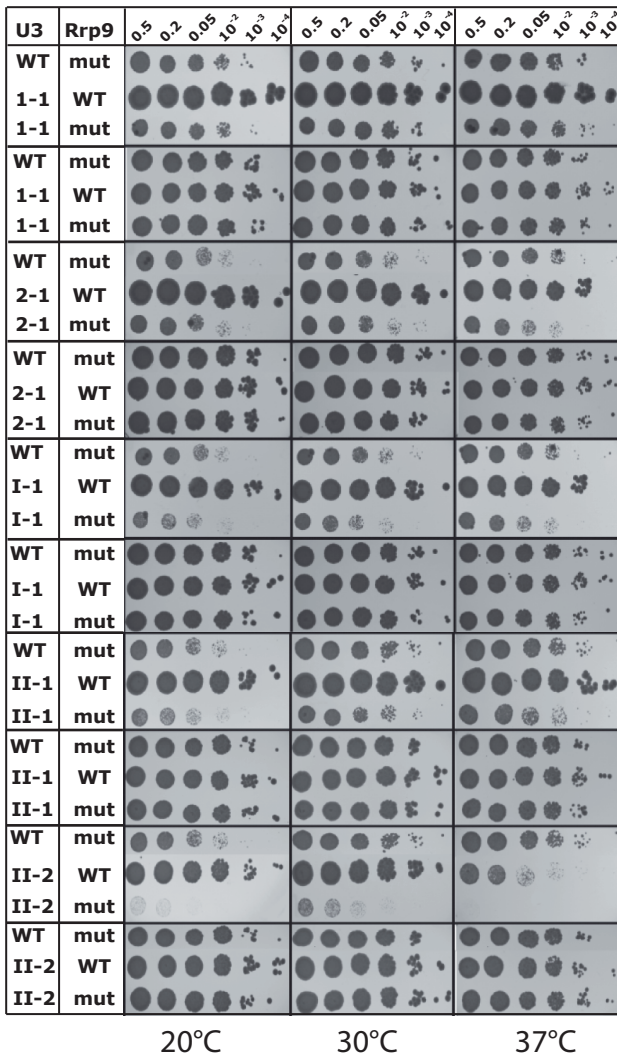 U3 Rrp9 0.5 0.2 0.05 10⁻² 10⁻³ 10⁻⁴ 0.5 0.2 0.05 10⁻² 10⁻³ 10⁻⁴ 0.5 0.2 0.05 10⁻² 10⁻³ 10⁻⁴
WT mut
1-1 WT
1-1 mut
WT mut
1-1 WT
1-1 mut
WT mut
2-1 WT
2-1 mut
WT mut
2-1 WT
2-1 mut
WT mut
I-1 WT
I-1 mut
WT mut
I-1 WT
I-1 mut
WT mut
II-1 WT
II-1 mut
WT mut
II-1 WT
II-1 mut
WT mut
II-2 WT
II-2 mut
WT mut
II-2 WT
II-2 mut
20°C 30°C 37°C